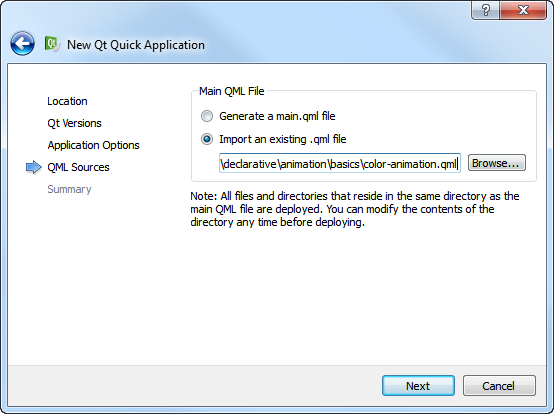 New Qt Quick Application
Location
Qt Versions
Application Options
QML Sources
Summary
Main QML File
Generate a main.qml file
Import an existing .qml file
\declarative\animation\basics\color-animation.qml
Browse...
Note: All files and directories that reside in the same directory as the
main QML file are deployed. You can modify the contents of the
directory any time before deploying.
Next
Cancel